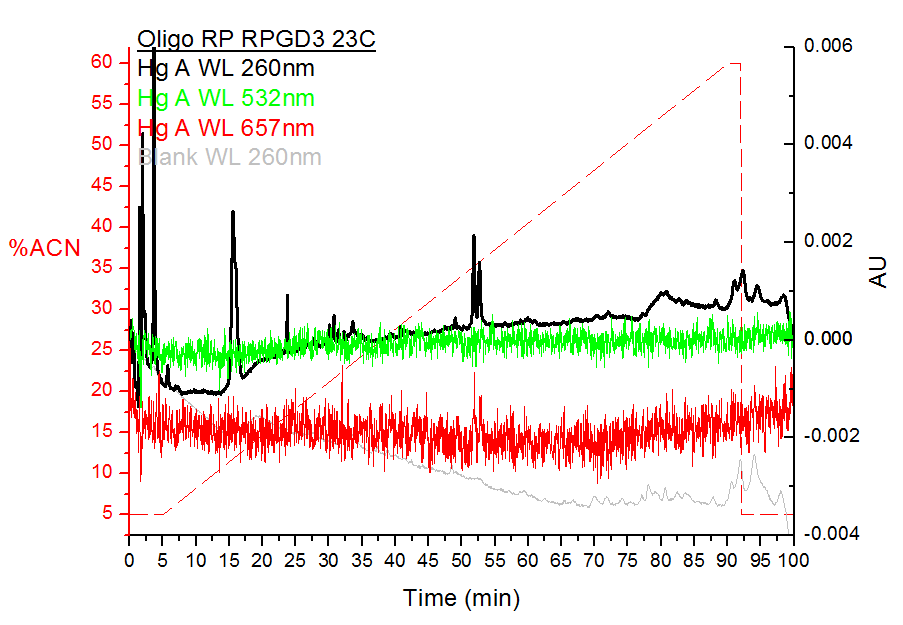 Oligo RP RPGD3 23C
Hg A WL 260nm
Hg A WL 532nm
Hg A WL 657nm
Blank WL 260nm
60
55
50
45
40
35
30
25
20
15
10
5
%ACN
0.006
0.004
0.002
0.000
-0.002
-0.004
AU
0 5 10 15 20 25 30 35 40 45 50 55 60 65 70 75 80 85 90 95 100
Time (min)